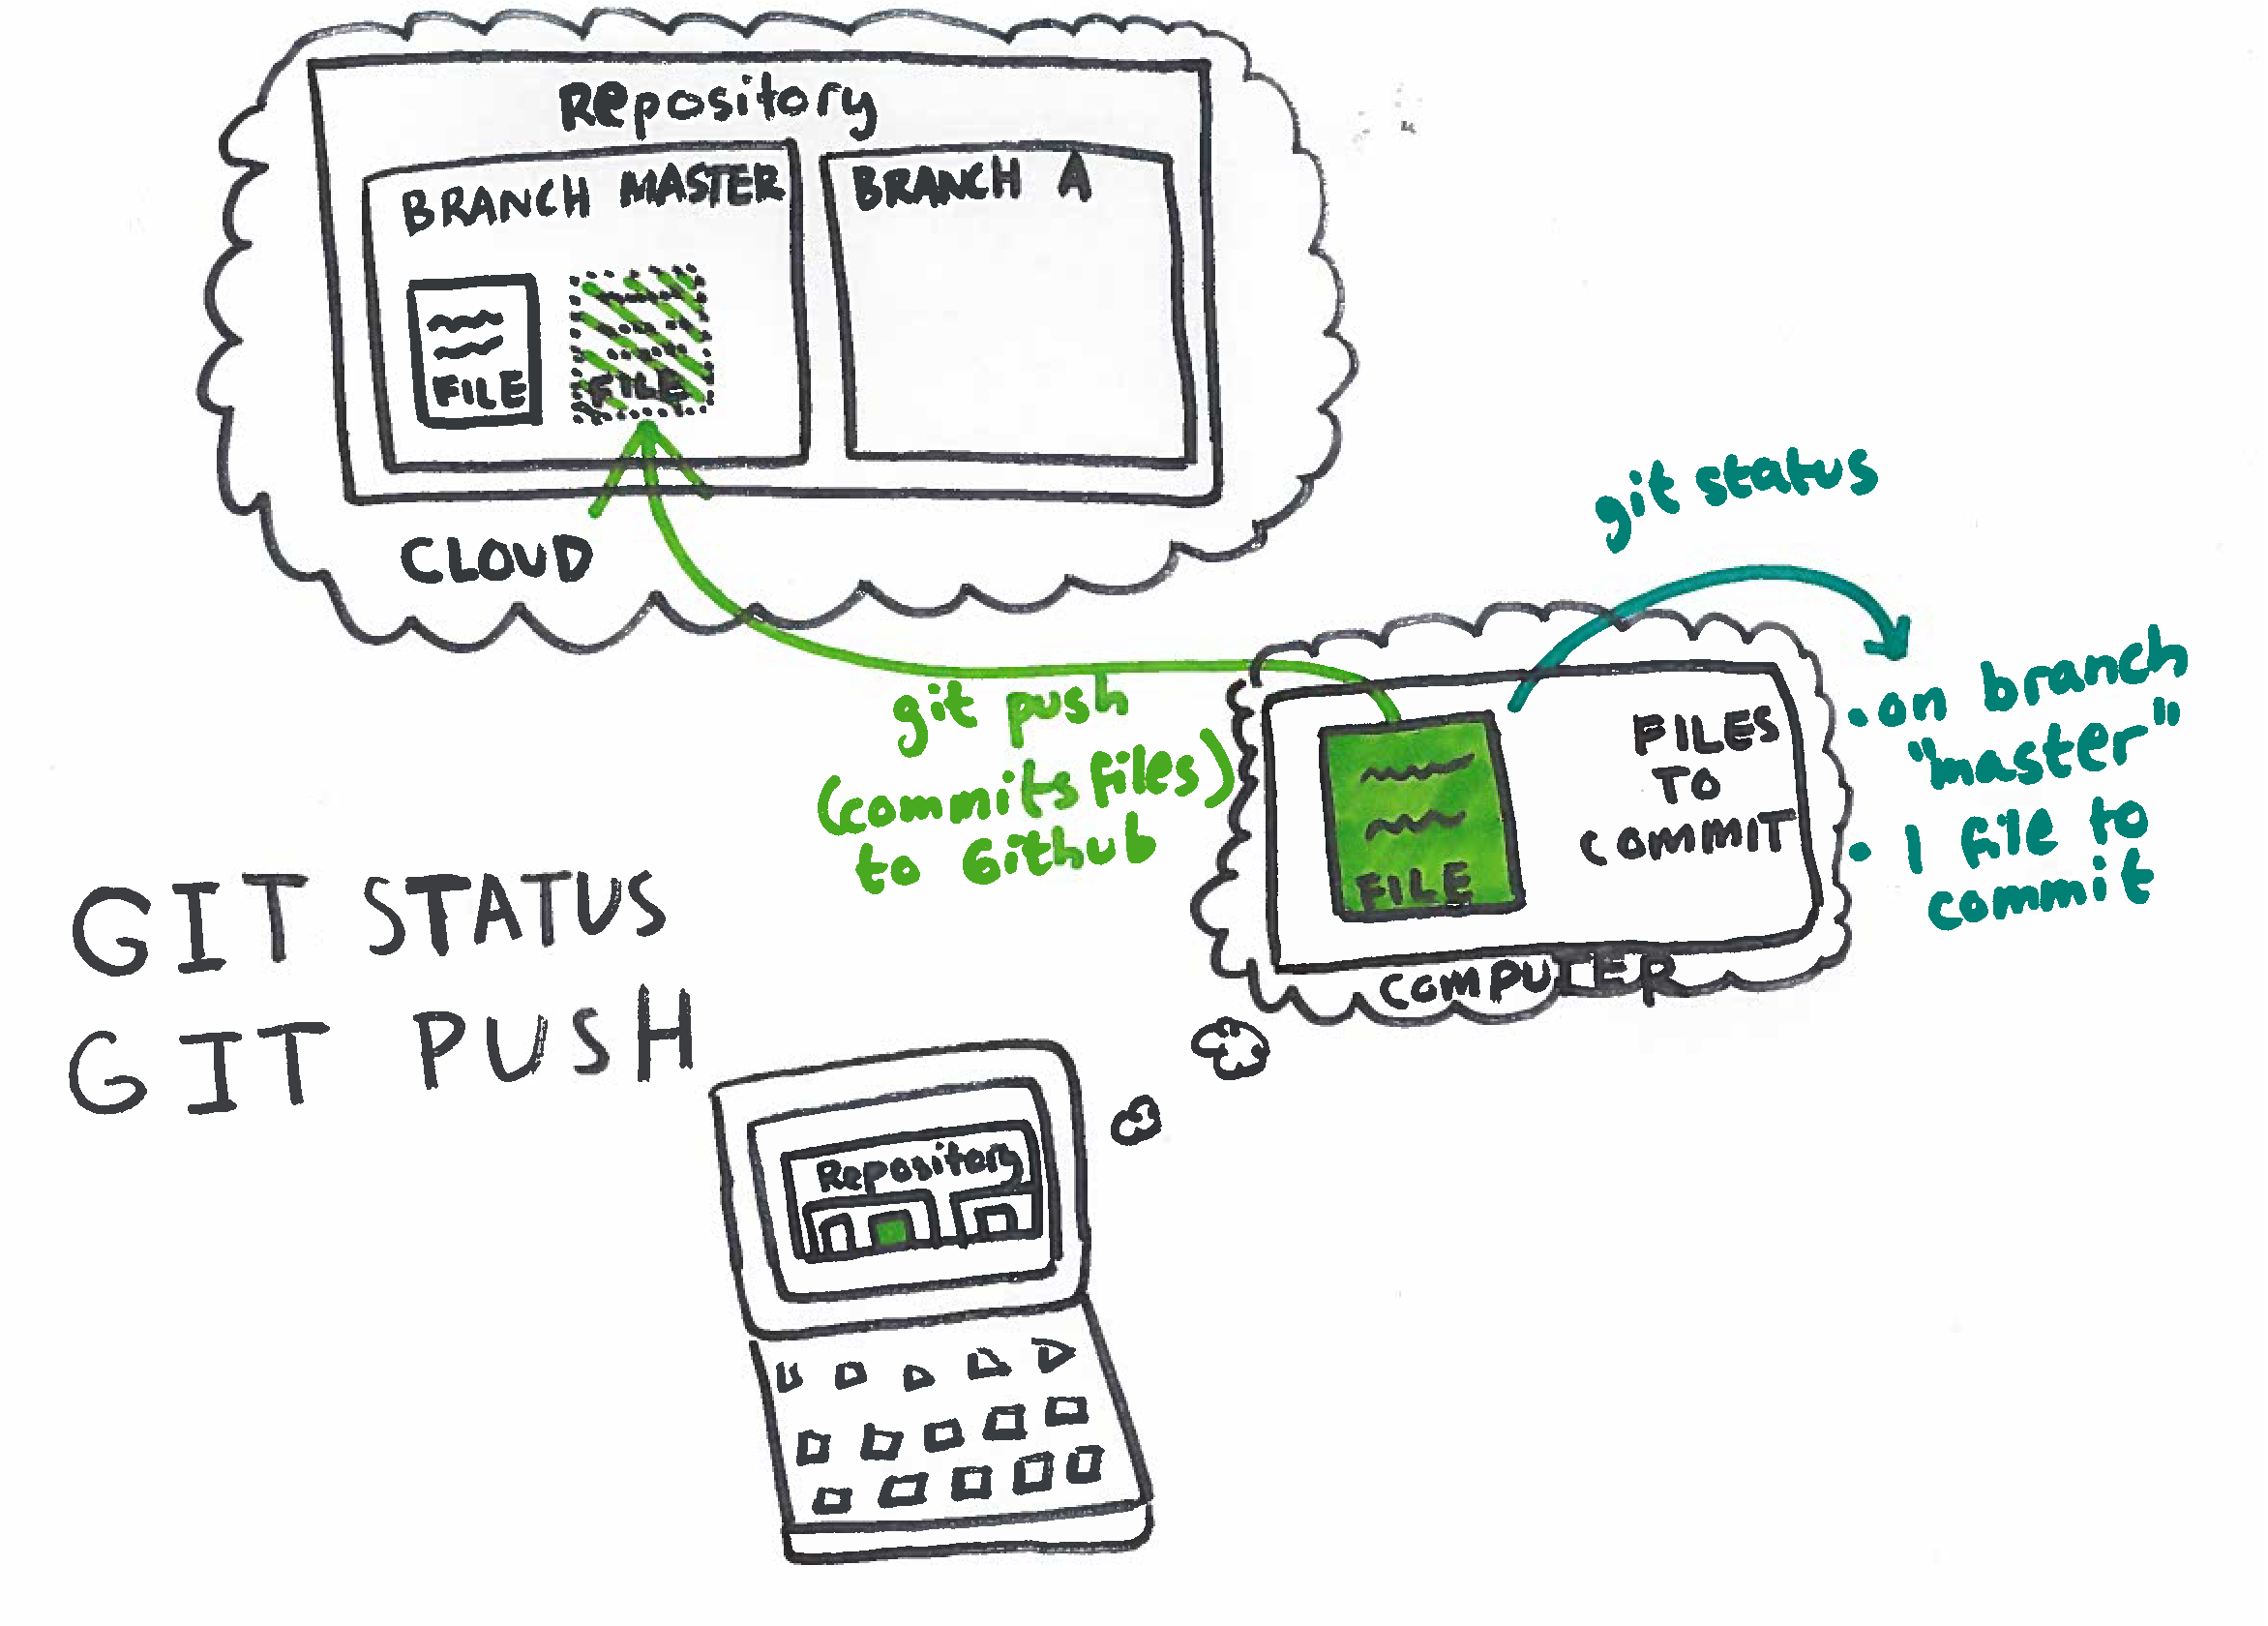 Repository
BRANCH MASTER
BRANCH A
FILE
FILE
CLOUD
git status
git push
(commits files)
to Github
FILES
TO
COMMIT
FILE
COMPUTER
• on branch
"master"
• 1 file to
commit
GIT STATUS
GIT PUSH
Repository